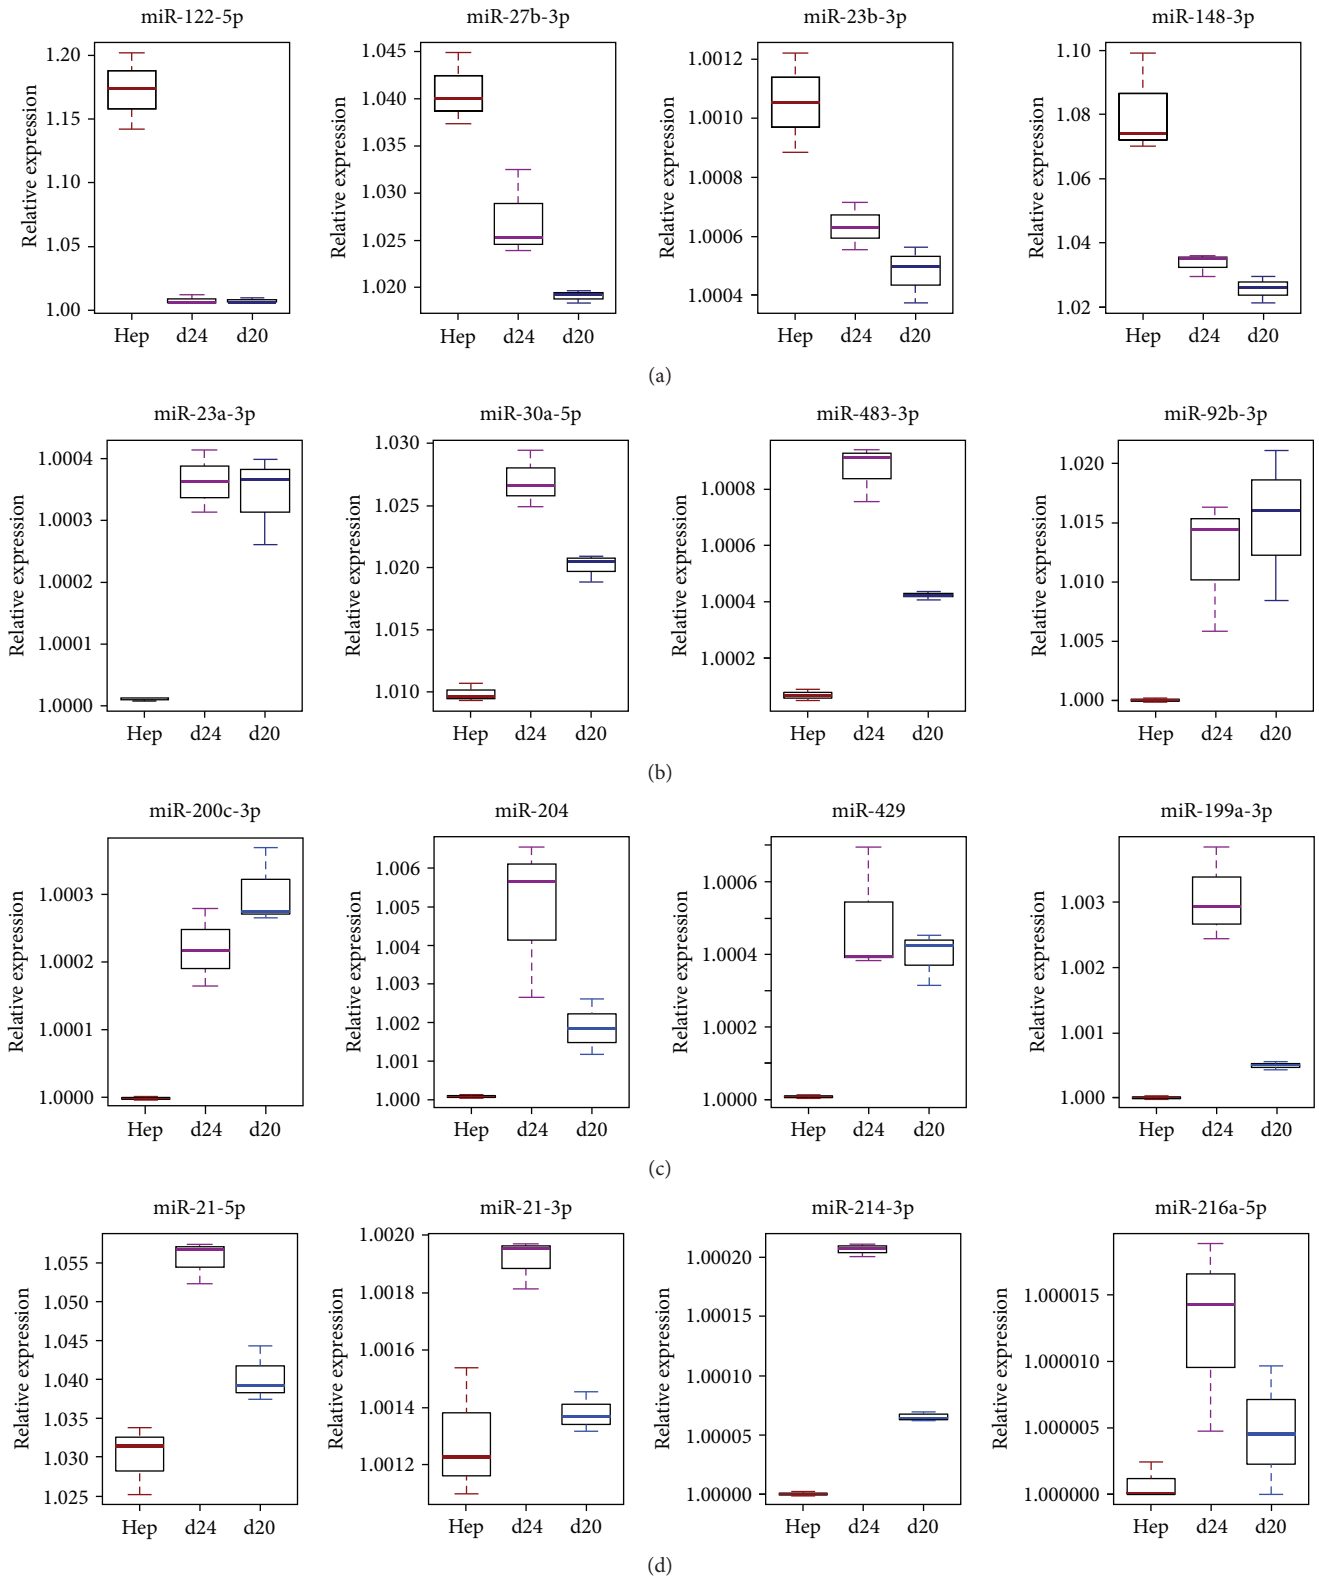 miR-122-5p miR-27b-3p miR-23b-3p miR-148-3p
Relative expression
1.20
1.15
1.10
1.05
1.00
Hep d24 d20
Relative expression
1.045
1.040
1.035
1.030
1.025
1.020
Hep d24 d20
Relative expression
1.0012
1.0010
1.0008
1.0006
1.0004
Hep d24 d20
Relative expression
1.10
1.08
1.06
1.04
1.02
Hep d24 d20
(a)
miR-23a-3p miR-30a-5p miR-483-3p miR-92b-3p
Relative expression
1.0004
1.0003
1.0002
1.0001
1.0000
Hep d24 d20
Relative expression
1.030
1.025
1.020
1.015
1.010
Hep d24 d20
Relative expression
1.0008
1.0006
1.0004
1.0002
Hep d24 d20
Relative expression
1.020
1.015
1.010
1.005
1.000
Hep d24 d20
(b)
miR-200c-3p miR-204 miR-429 miR-199a-3p
Relative expression
1.0003
1.0002
1.0001
1.0000
Hep d24 d20
Relative expression
1.006
1.005
1.004
1.003
1.002
1.001
1.000
Hep d24 d20
Relative expression
1.0006
1.0004
1.0002
1.0000
Hep d24 d20
Relative expression
1.003
1.002
1.001
1.000
Hep d24 d20
(c)
miR-21-5p miR-21-3p miR-214-3p miR-216a-5p
Relative expression
1.055
1.050
1.045
1.040
1.035
1.030
1.025
Hep d24 d20
Relative expression
1.0020
1.0018
1.0016
1.0014
1.0012
Hep d24 d20
Relative expression
1.00020
1.00015
1.00010
1.00005
1.00000
Hep d24 d20
Relative expression
1.000015
1.000010
1.000005
1.000000
Hep d24 d20
(d)